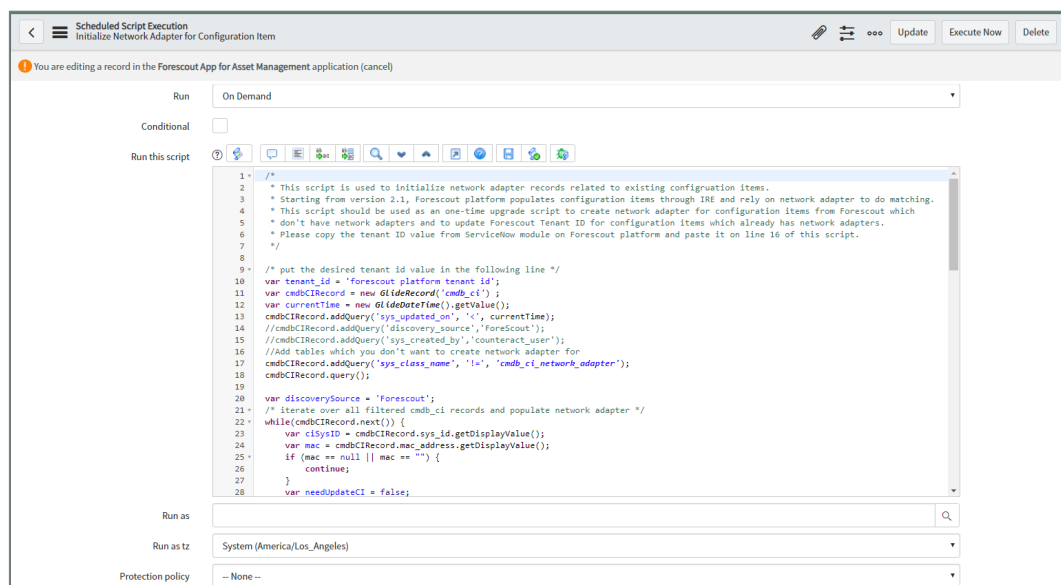 Scheduled Script Execution
Initialize Network Adapter for Configuration Item
Update
Execute Now
Delete
You are editing a record in the Forescout App for Asset Management application (cancel)
Run
On Demand
Conditional
Run this script
1 /*
2 * This script is used to initialize network adapter records related to existing configruation items.
3 * Starting from version 2.1, Forescout platform populates configuration items through IRE and rely on network adapter to do matching.
4 * This script should be used as an one-time upgrade script to create network adapter for configuration items from Forescout which
5 * don't have network adapters and to update Forescout Tenant ID for configuration items which already has network adapters.
6 * Please copy the tenant ID value from ServiceNow module on Forescout platform and paste it on line 16 of this script.
7 */
8
9 /* put the desired tenant id value in the following line */
10 var tenant_id = 'forescout platform tenant id';
11 var cmdbCIRecord = new GlideRecord('cmdb_ci') ;
12 var currentTime = new GlideDateTime().getValue();
13 cmdbCIRecord.addQuery('sys_updated_on', '<', currentTime);
14 //cmdbCIRecord.addQuery('discovery_source','ForeScout');
15 //cmdbCIRecord.addQuery('sys_created_by','counteract_user');
16 //Add tables which you don't want to create network adapter for
17 cmdbCIRecord.addQuery('sys_class_name', '!=', 'cmdb_ci_network_adapter');
18 cmdbCIRecord.query();
19
20 var discoverySource = 'Forescout';
21 /* iterate over all filtered cmdb_ci records and populate network adapter */
22 while(cmdbCIRecord.next()) {
23 var ciSysID = cmdbCIRecord.sys_id.getDisplayValue();
24 var mac = cmdbCIRecord.mac_address.getDisplayValue();
25 if (mac == null || mac == "") {
26 continue;
27 }
28 var needUpdateCI = false;
Run as
Run as tz
System (America/Los_Angeles)
Protection policy
-- None --